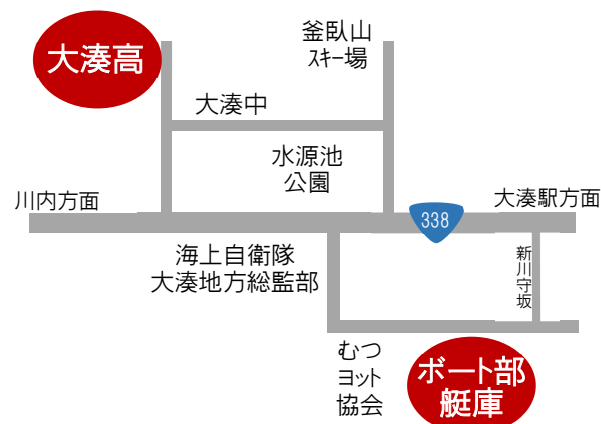 大湊高
釜臥山
スキー場
大湊中
水源池
公園
川内方面
大湊駅方面
338
海上自衛隊
大湊地方総監部
新川守坂
むつ
ヨット
協会
ボート部
艇庫